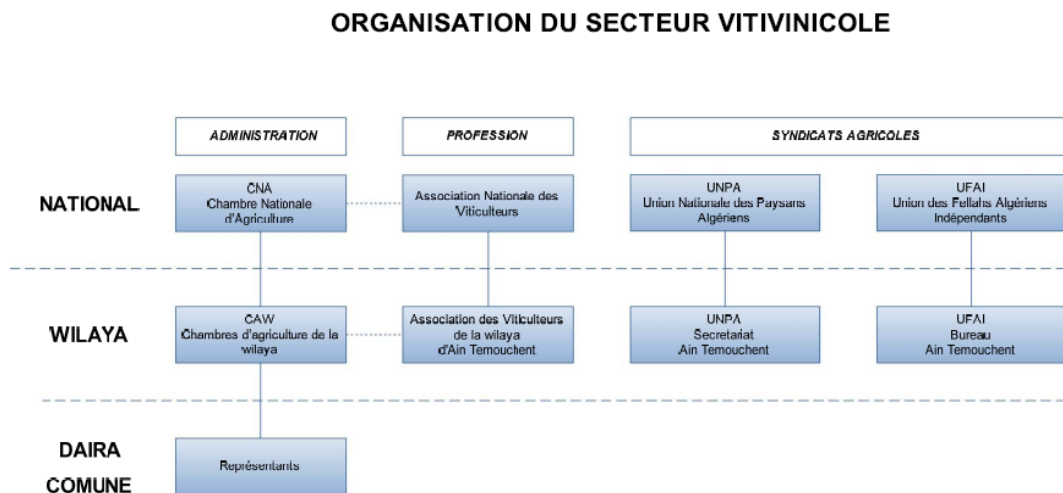 ORGANISATION DU SECTEUR VITIVINICOLE
ADMINISTRATION
PROFESSION
SYNDICATS AGRICOLES
NATIONAL
CNA
Chambre Nationale
d'Agriculture
Association Nationale des
Viticulteurs
UNPA
Union Nationale des Paysans
Algériens
UFAI
Union des Fellahs Algériens
Indépendants
WILAYA
CAW
Chambres d'agriculture de la
wilaya
Association des Viticulteurs
de la wilaya
d'Ain Temouchent
UNPA
Secretariat
Ain Temouchent
UFAI
Bureau
Ain Temouchent
DAIRA
COMUNE
Représentants